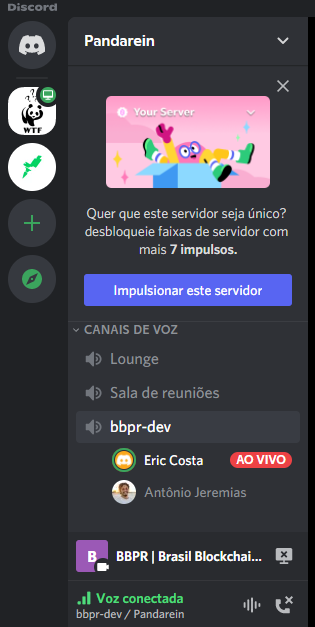 Discord
Pandarein
WTF
Your Server
Quer que este servidor seja único?
desbloqueie faixas de servidor com
mais 7 impulsos.
Impulsionar este servidor
CANAIS DE VOZ
Lounge
Sala de reuniões
bbpr-dev
Eric Costa AO VIVO
Antônio Jeremias
B BBPR | Brasil Blockchai...
Voz conectada
bbpr-dev / Pandarein